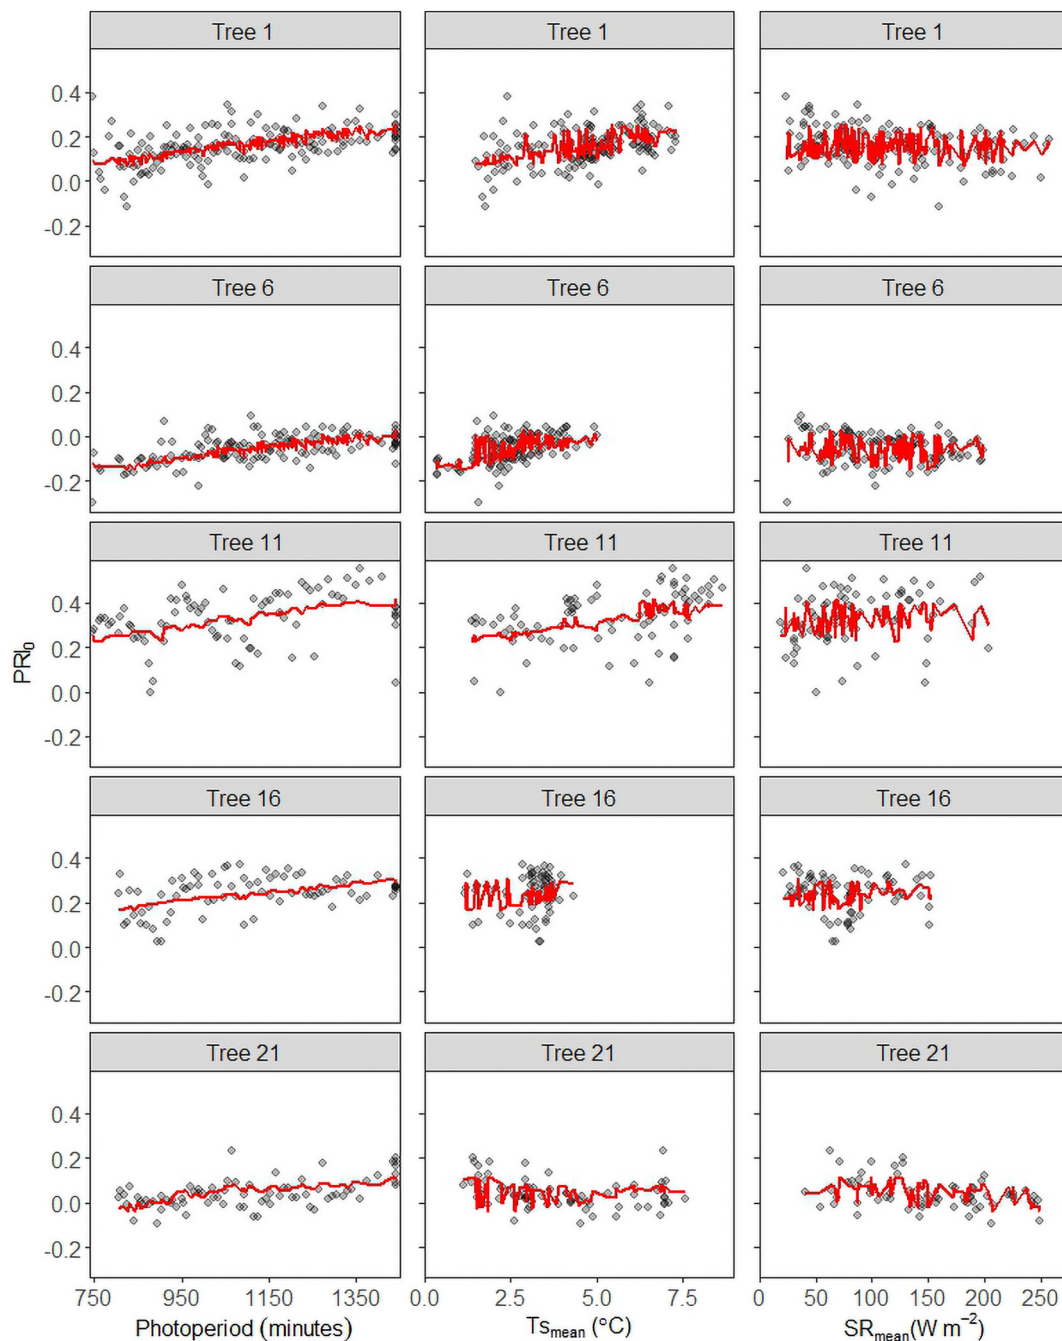 Tree 1 Tree 1 Tree 1
0.4
0.2
0.0
-0.2
Tree 6 Tree 6 Tree 6
0.4
0.2
0.0
-0.2
Tree 11 Tree 11 Tree 11
0.4
0.2
0.0
-0.2
PRI₀
Tree 16 Tree 16 Tree 16
0.4
0.2
0.0
-0.2
Tree 21 Tree 21 Tree 21
0.4
0.2
0.0
-0.2
750 950 1150 1350 0.0 2.5 5.0 7.5 0 50 100 150 200 250
Photoperiod (minutes) Ts_mean (°C) SR_mean(W m⁻²)